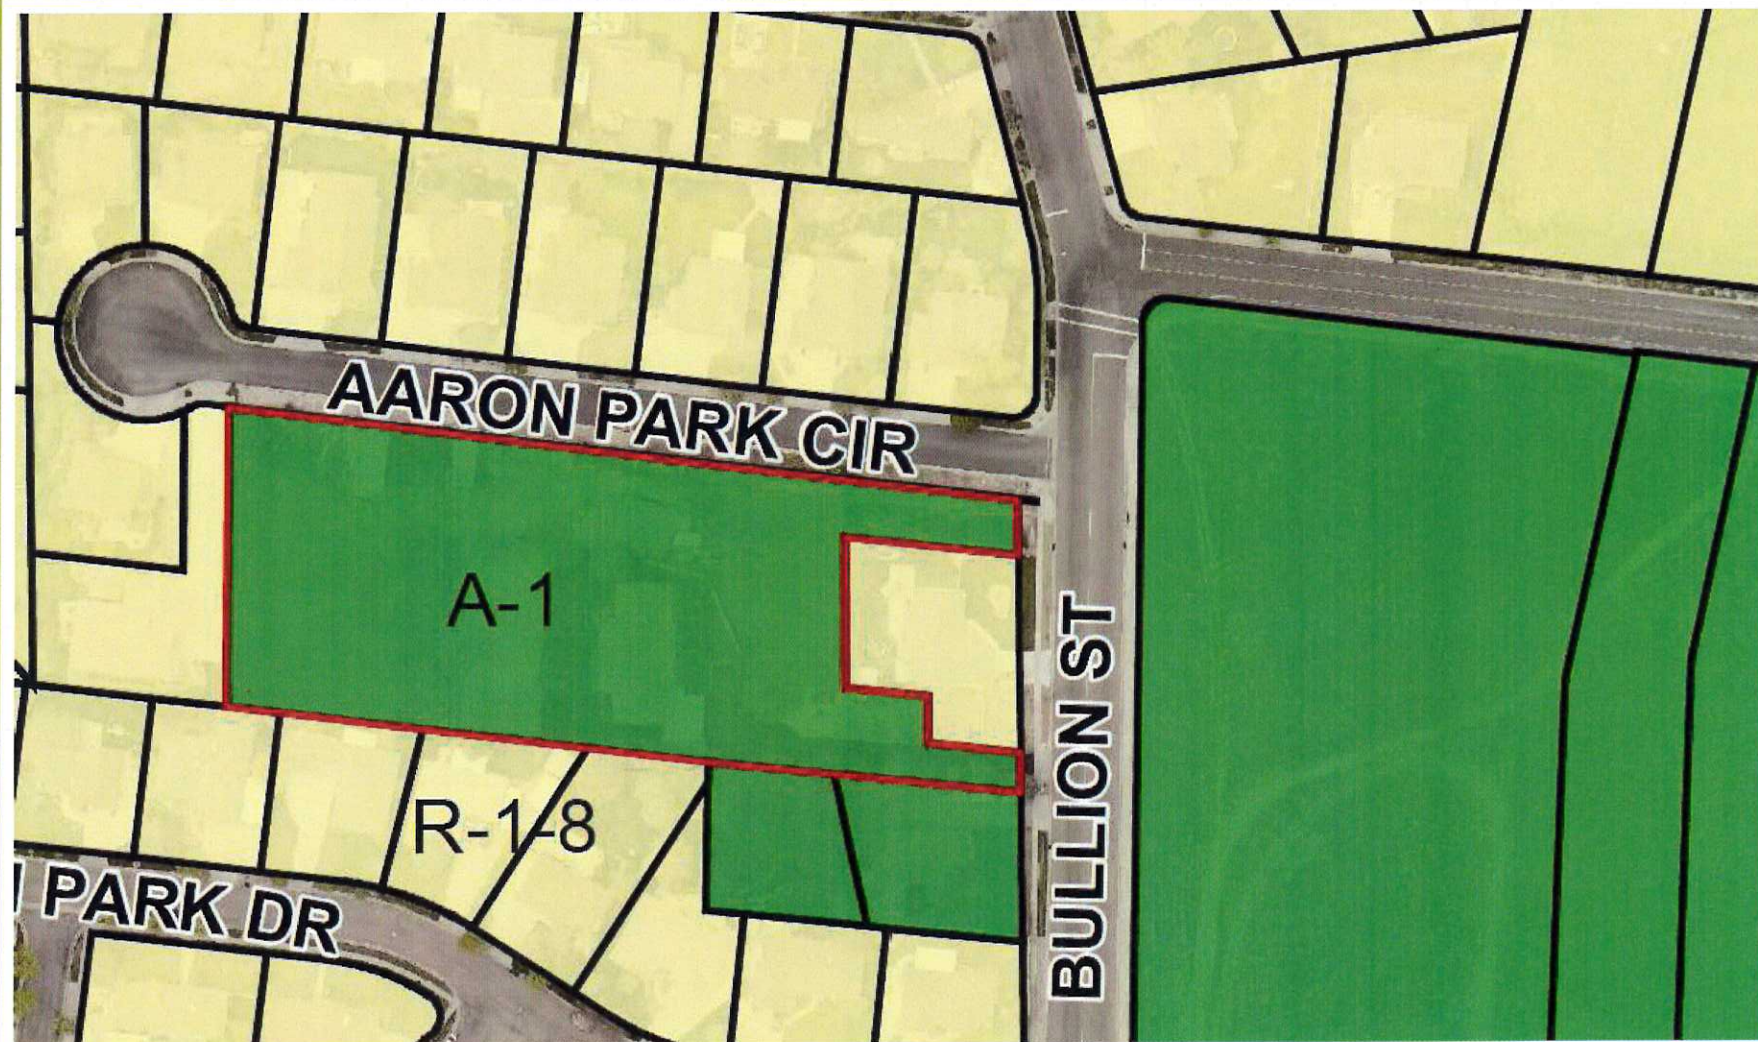 AARON PARK CIR
A-1
BULLION ST
R-1-8
PARK DR